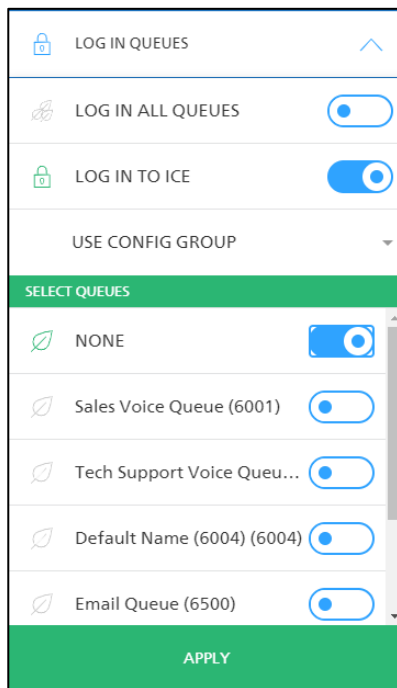 LOG IN QUEUES
LOG IN ALL QUEUES
LOG IN TO ICE
USE CONFIG GROUP
SELECT QUEUES
NONE
Sales Voice Queue (6001)
Tech Support Voice Queu...
Default Name (6004) (6004)
Email Queue (6500)
APPLY